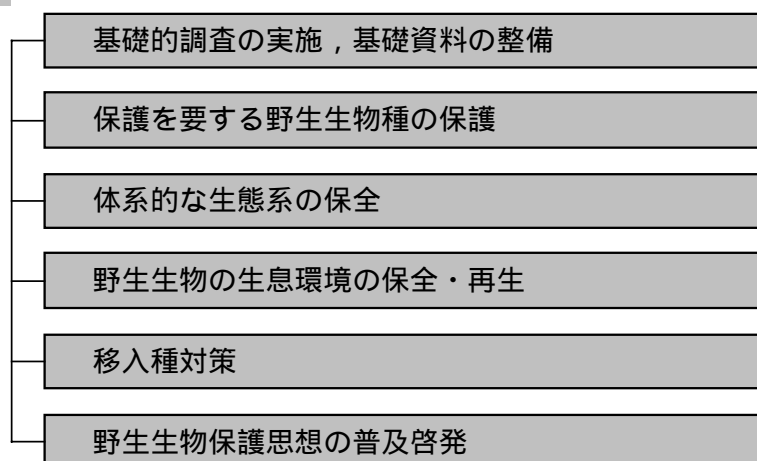 基礎的調査の実施，基礎資料の整備
保護を要する野生生物種の保護
体系的な生態系の保全
野生生物の生息環境の保全・再生
移入種対策
野生生物保護思想の普及啓発